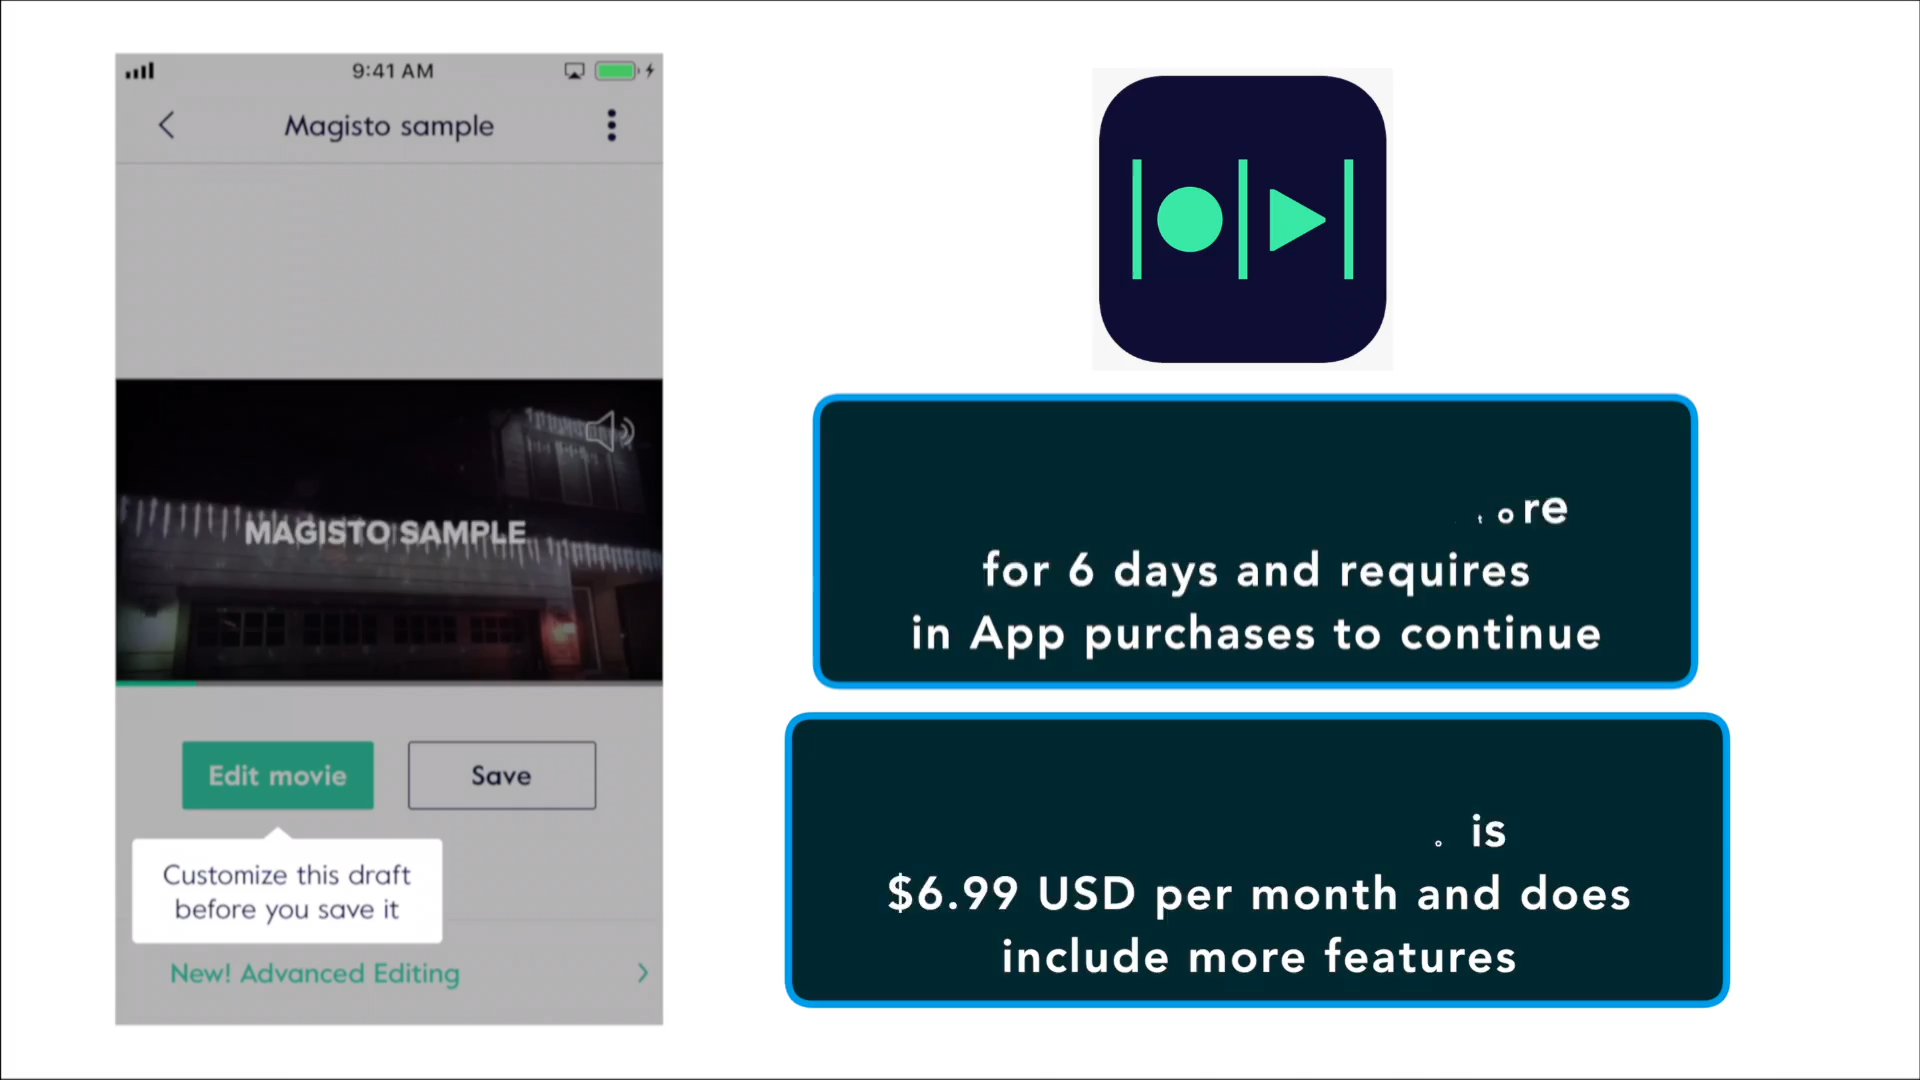 9:41 AM
Magisto sample
MAGISTO SAMPLE
Edit movie
Save
Customize this draft
before you save it
New! Advanced Editing
for 6 days and requires
in App purchases to continue
is
$6.99 USD per month and does
include more features